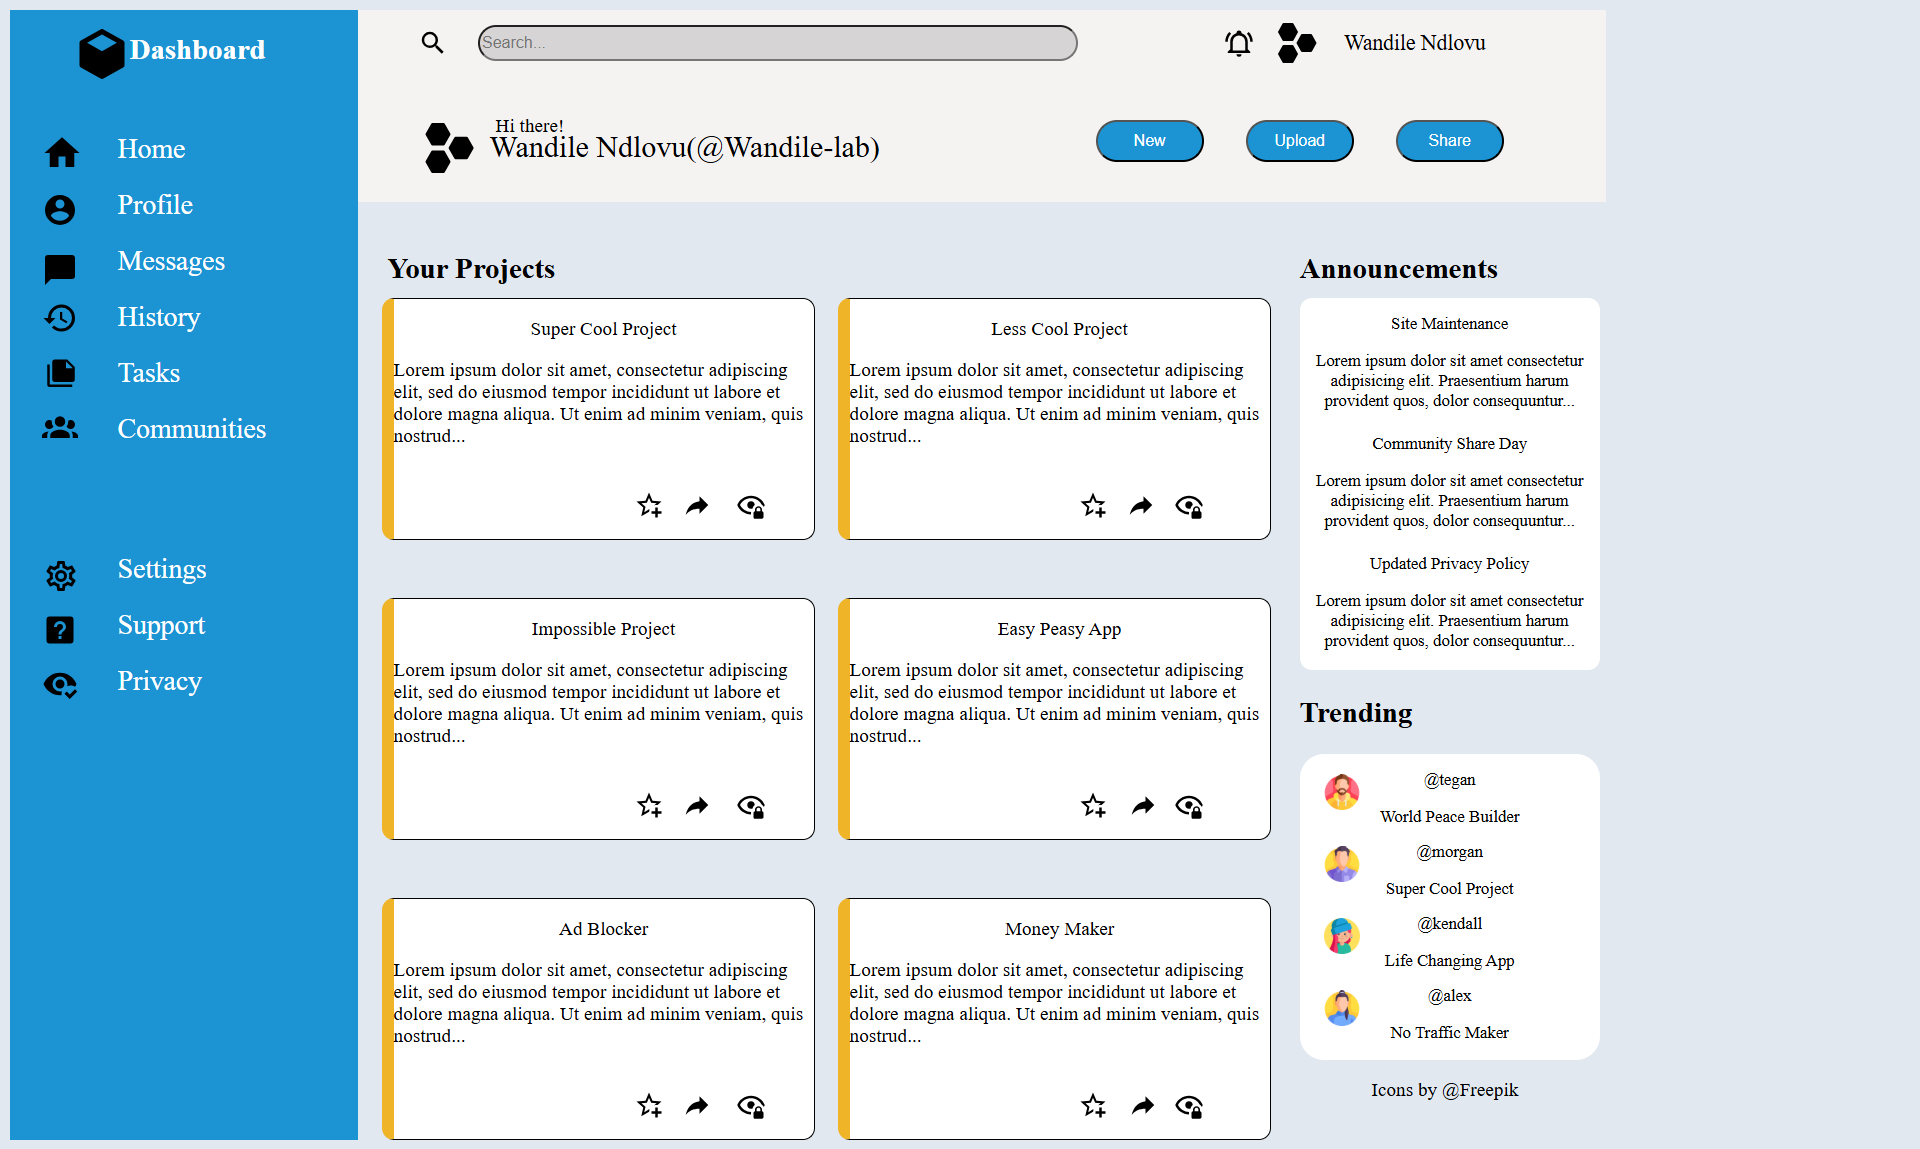 Dashboard
Home
Profile
Messages
History
Tasks
Communities
Settings
Support
Privacy
Search...
Wandile Ndlovu
Hi there!
Wandile Ndlovu(@Wandile-lab)
New
Upload
Share
Your Projects
Super Cool Project
Lorem ipsum dolor sit amet, consectetur adipiscing
elit, sed do eiusmod tempor incididunt ut labore et
dolore magna aliqua. Ut enim ad minim veniam, quis
nostrud...
Less Cool Project
Lorem ipsum dolor sit amet, consectetur adipiscing
elit, sed do eiusmod tempor incididunt ut labore et
dolore magna aliqua. Ut enim ad minim veniam, quis
nostrud...
Impossible Project
Lorem ipsum dolor sit amet, consectetur adipiscing
elit, sed do eiusmod tempor incididunt ut labore et
dolore magna aliqua. Ut enim ad minim veniam, quis
nostrud...
Easy Peasy App
Lorem ipsum dolor sit amet, consectetur adipiscing
elit, sed do eiusmod tempor incididunt ut labore et
dolore magna aliqua. Ut enim ad minim veniam, quis
nostrud...
Ad Blocker
Lorem ipsum dolor sit amet, consectetur adipiscing
elit, sed do eiusmod tempor incididunt ut labore et
dolore magna aliqua. Ut enim ad minim veniam, quis
nostrud...
Money Maker
Lorem ipsum dolor sit amet, consectetur adipiscing
elit, sed do eiusmod tempor incididunt ut labore et
dolore magna aliqua. Ut enim ad minim veniam, quis
nostrud...
Announcements
Site Maintenance
Lorem ipsum dolor sit amet consectetur
adipisicing elit. Praesentium harum
provident quos, dolor consequuntur...
Community Share Day
Lorem ipsum dolor sit amet consectetur
adipisicing elit. Praesentium harum
provident quos, dolor consequuntur...
Updated Privacy Policy
Lorem ipsum dolor sit amet consectetur
adipisicing elit. Praesentium harum
provident quos, dolor consequuntur...
Trending
@tegan
World Peace Builder
@morgan
Super Cool Project
@kendall
Life Changing App
@alex
No Traffic Maker
Icons by @Freepik